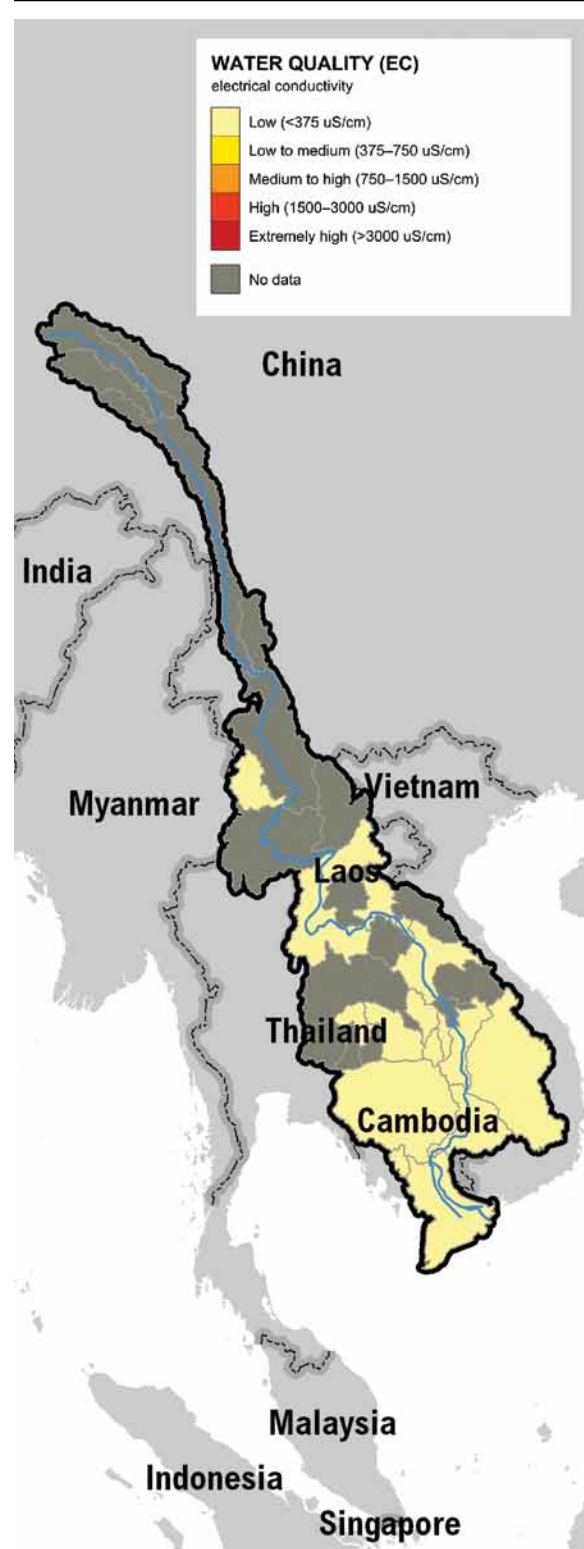 WATER QUALITY (EC)
electrical conductivity
Low (<375 uS/cm)
Low to medium (375–750 uS/cm)
Medium to high (750–1500 uS/cm)
High (1500–3000 uS/cm)
Extremely high (>3000 uS/cm)
No data
China
India
Vietnam
Myanmar
Laos
Thailand
Cambodia
Malaysia
Indonesia
Singapore